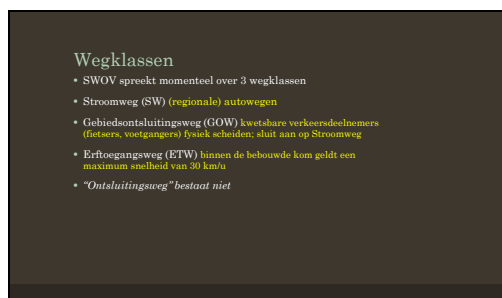 Wegklassen
• SWOV spreekt momenteel over 3 wegklassen
• Stroomweg (SW) (regionale) autowegen
• Gebiedsontsluitingsweg (GOW) kwetsbare verkeersdeelnemers
(fietsers, voetgangers) fysiek scheiden; sluit aan op Stroomweg
• Erftoegangsweg (ETW) binnen de bebouwde kom geldt een
maximum snelheid van 30 km/u
• “Ontsluitingsweg” bestaat niet